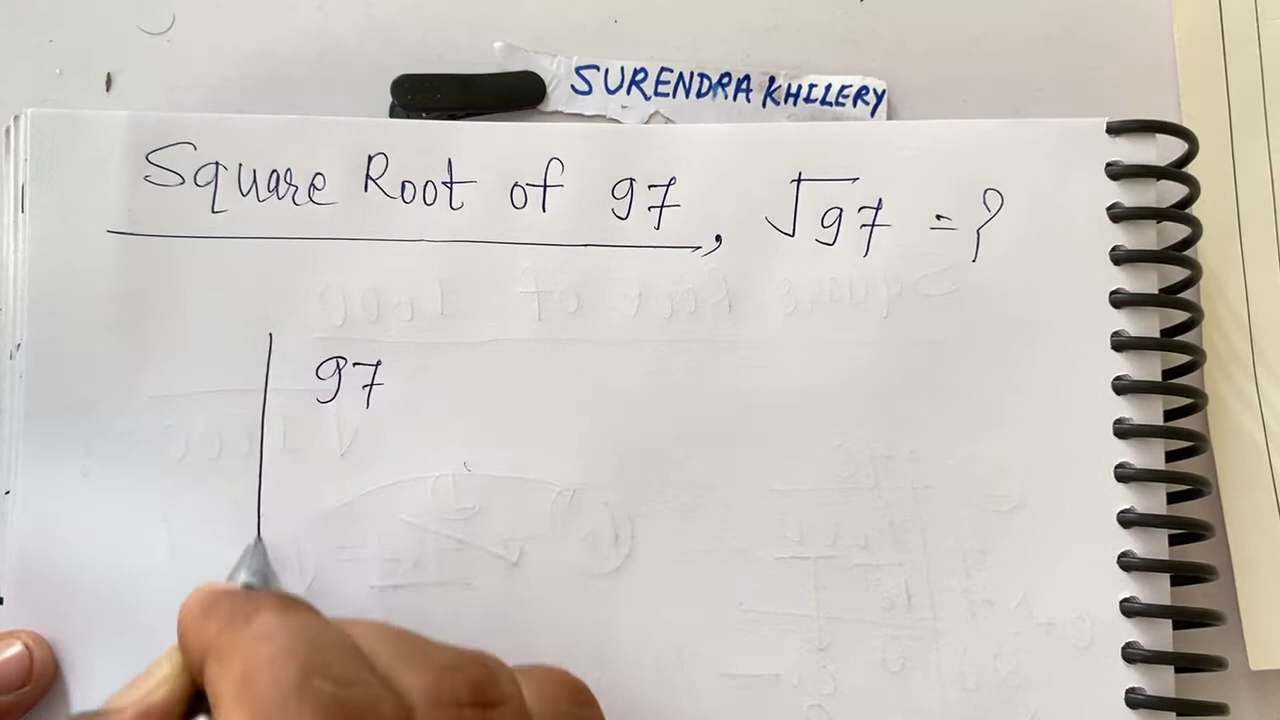 SURENDRA KHILERY
Square Root of 97, √97 = ?
97